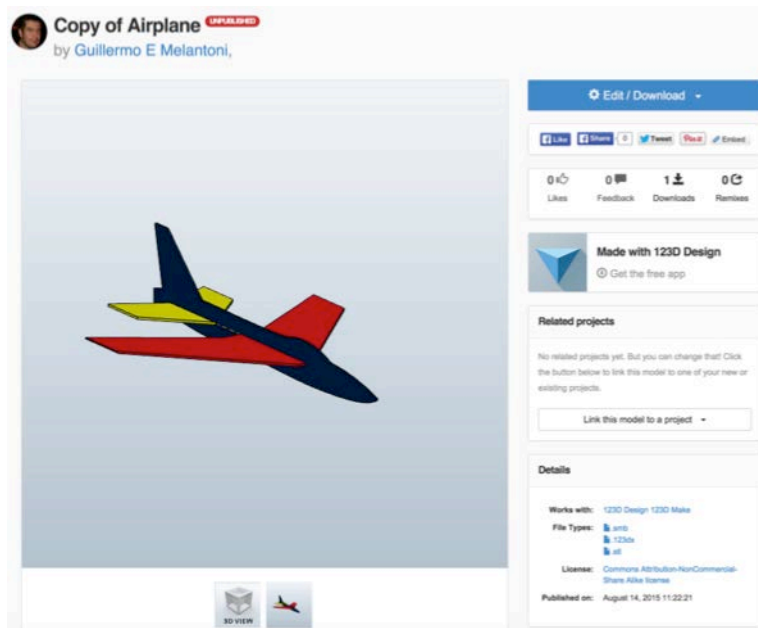 Copy of Airplane UNPUBLISHED
by Guillermo E Melantoni,
Edit / Download
Like Share 0 Tweet Pin it Embed
0 0 1 0
Likes Feedback Downloads Remixes
Made with 123D Design
Get the free app
Related projects
No related projects yet. But you can change that! Click
the button below to link this model to one of your new or
existing projects.
Link this model to a project
Details
Works with: 123D Design 123D Make
File Types: smb
123dx
stl
License: Commons Attribution-NonCommercial-
Share Alike license
Published on: August 14, 2015 11:22:21
3D VIEW